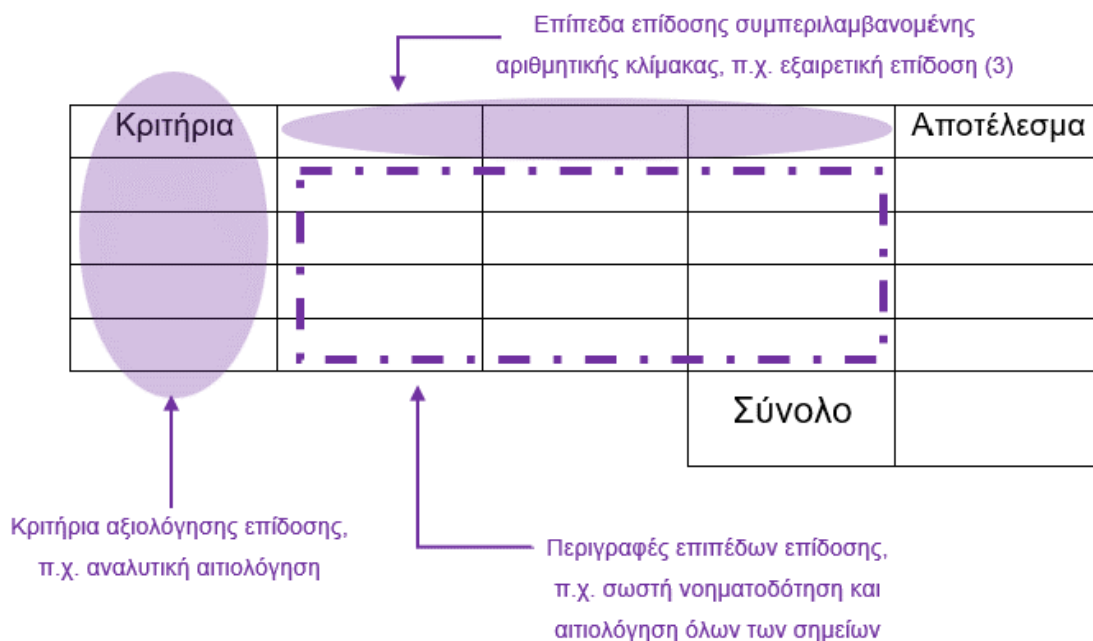 Επίπεδα επίδοσης συμπεριλαμβανομένης
αριθμητικής κλίμακας, π.χ. εξαιρετική επίδοση (3)
Κριτήρια
Αποτέλεσμα
Σύνολο
Κριτήρια αξιολόγησης επίδοσης,
π.χ. αναλυτική αιτιολόγηση
Περιγραφές επιπέδων επίδοσης,
π.χ. σωστή νοηματοδότηση και
αιτιολόγηση όλων των σημείων